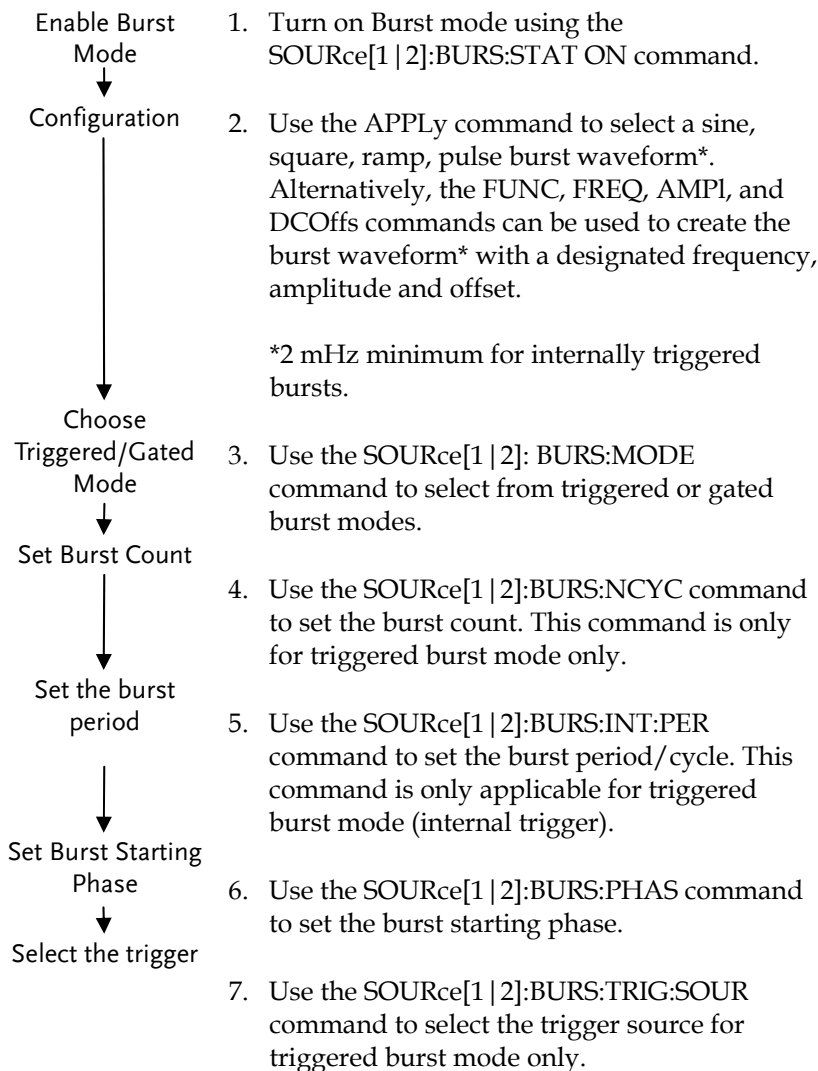 Enable Burst
Mode
1. Turn on Burst mode using the
SOURce[1|2]:BURS:STAT ON command.
Configuration
2. Use the APPLy command to select a sine,
square, ramp, pulse burst waveform*.
Alternatively, the FUNC, FREQ, AMPl, and
DCOffs commands can be used to create the
burst waveform* with a designated frequency,
amplitude and offset.
*2 mHz minimum for internally triggered
bursts.
Choose
Triggered/Gated
Mode
3. Use the SOURce[1|2]: BURS:MODE
command to select from triggered or gated
burst modes.
Set Burst Count
4. Use the SOURce[1|2]:BURS:NCYC command
to set the burst count. This command is only
for triggered burst mode only.
Set the burst
period
5. Use the SOURce[1|2]:BURS:INT:PER
command to set the burst period/cycle. This
command is only applicable for triggered
burst mode (internal trigger).
Set Burst Starting
Phase
6. Use the SOURce[1|2]:BURS:PHAS command
to set the burst starting phase.
Select the trigger
7. Use the SOURce[1|2]:BURS:TRIG:SOUR
command to select the trigger source for
triggered burst mode only.